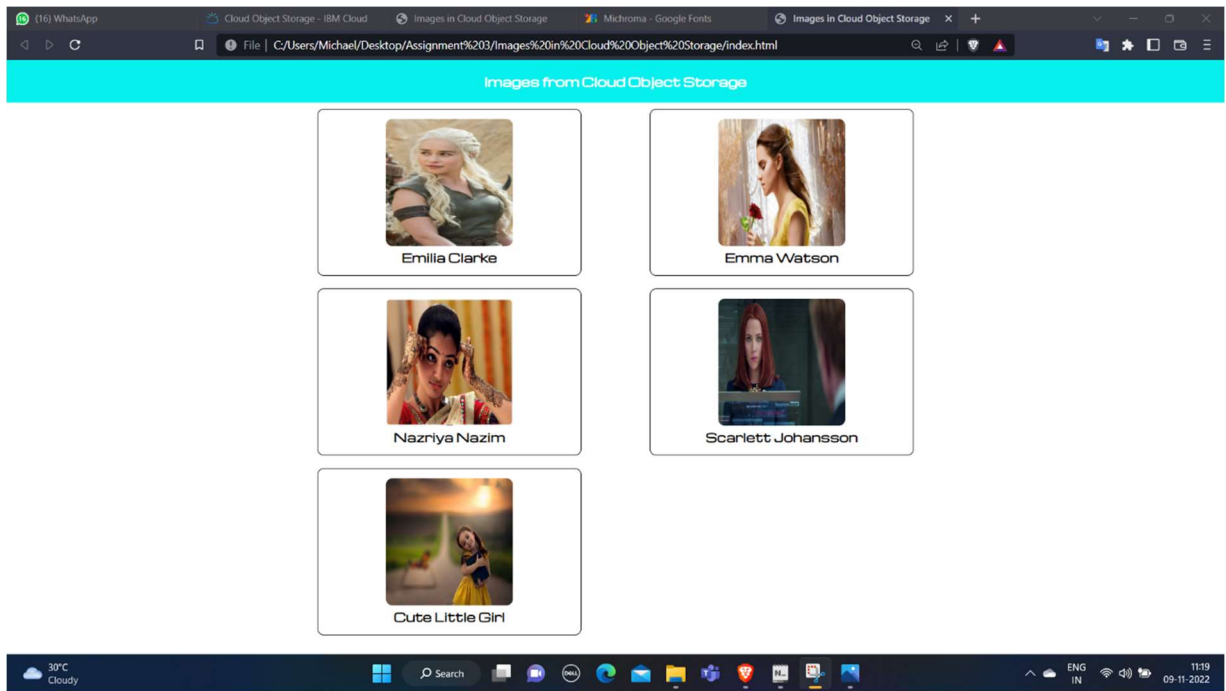 (16) WhatsApp
Cloud Object Storage - IBM Cloud
Images in Cloud Object Storage
Michroma - Google Fonts
Images in Cloud Object Storage
File | C:/Users/Michael/Desktop/Assignment%203/Images%20in%20Cloud%20Object%20Storage/index.html
Images from Cloud Object Storage
Emilia Clarke
Emma Watson
Nazriya Nazim
Scarlett Johansson
Cute Little Girl
30°C
Cloudy
Search
DELL
N..
ENG
IN
11:19
09-11-2022